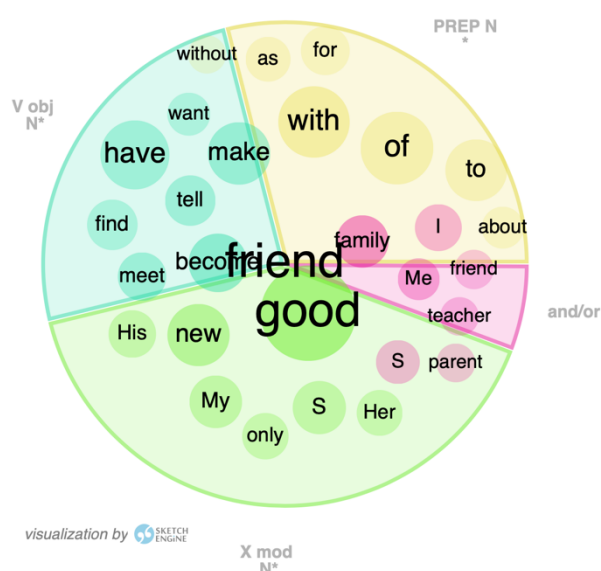 PREP N
*
without
as
for
V obj
N*
want
have
make
with
of
to
tell
find
family
I
about
meet
become
friend
Me
friend
and/or
good
teacher
His
new
S
parent
My
only
S
Her
visualization by SKETCH ENGINE
X mod
N*